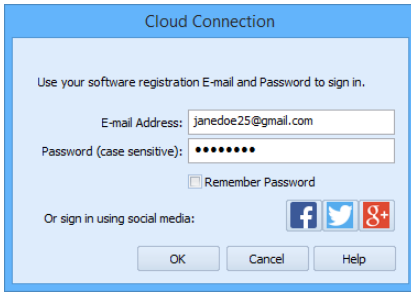 Cloud Connection
Use your software registration E-mail and Password to sign in.
E-mail Address: janedoe25@gmail.com
Password (case sensitive): ••••••••
Remember Password
Or sign in using social media: f g+
OK Cancel Help